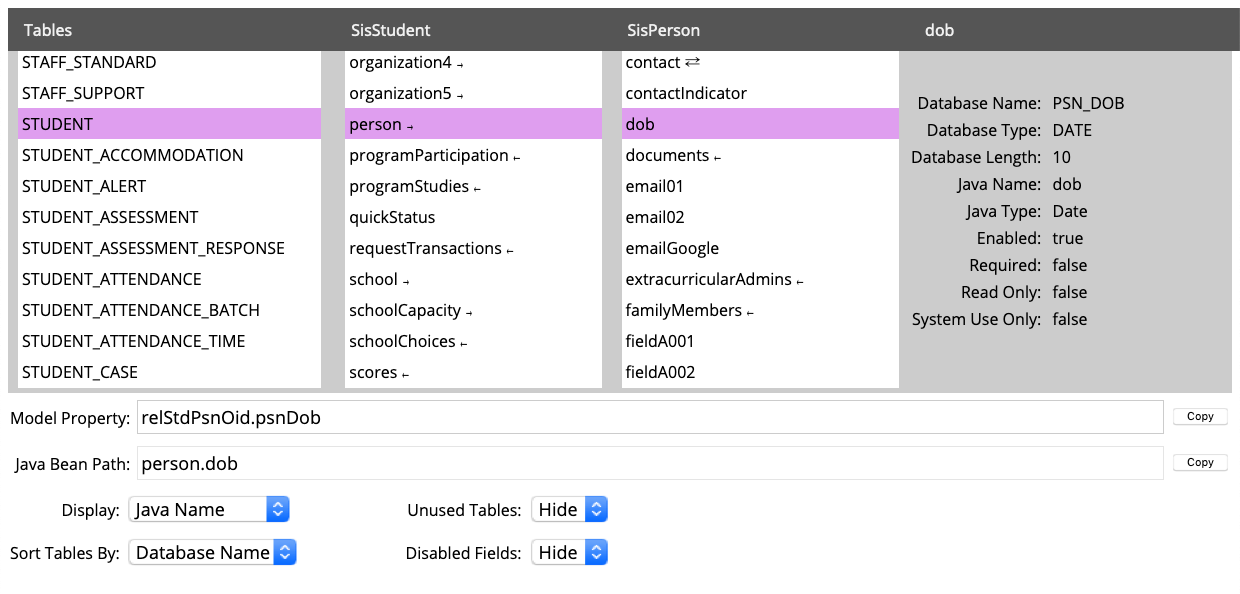 Tables SisStudent SisPerson dob
STAFF_STANDARD organization4 → contact ⇄
STAFF_SUPPORT organization5 → contactIndicator
STUDENT person → dob
STUDENT_ACCOMMODATION programParticipation ← documents ←
STUDENT_ALERT programStudies ← email01
STUDENT_ASSESSMENT quickStatus email02
STUDENT_ASSESSMENT_RESPONSE requestTransactions ← emailGoogle
STUDENT_ATTENDANCE school → extracurricularAdmins ←
STUDENT_ATTENDANCE_BATCH schoolCapacity → familyMembers ←
STUDENT_ATTENDANCE_TIME schoolChoices ← fieldA001
STUDENT_CASE scores ← fieldA002
Database Name: PSN_DOB
Database Type: DATE
Database Length: 10
Java Name: dob
Java Type: Date
Enabled: true
Required: false
Read Only: false
System Use Only: false
Model Property: relStdPsnOid.psnDob Copy
Java Bean Path: person.dob Copy
Display: Java Name Unused Tables: Hide
Sort Tables By: Database Name Disabled Fields: Hide